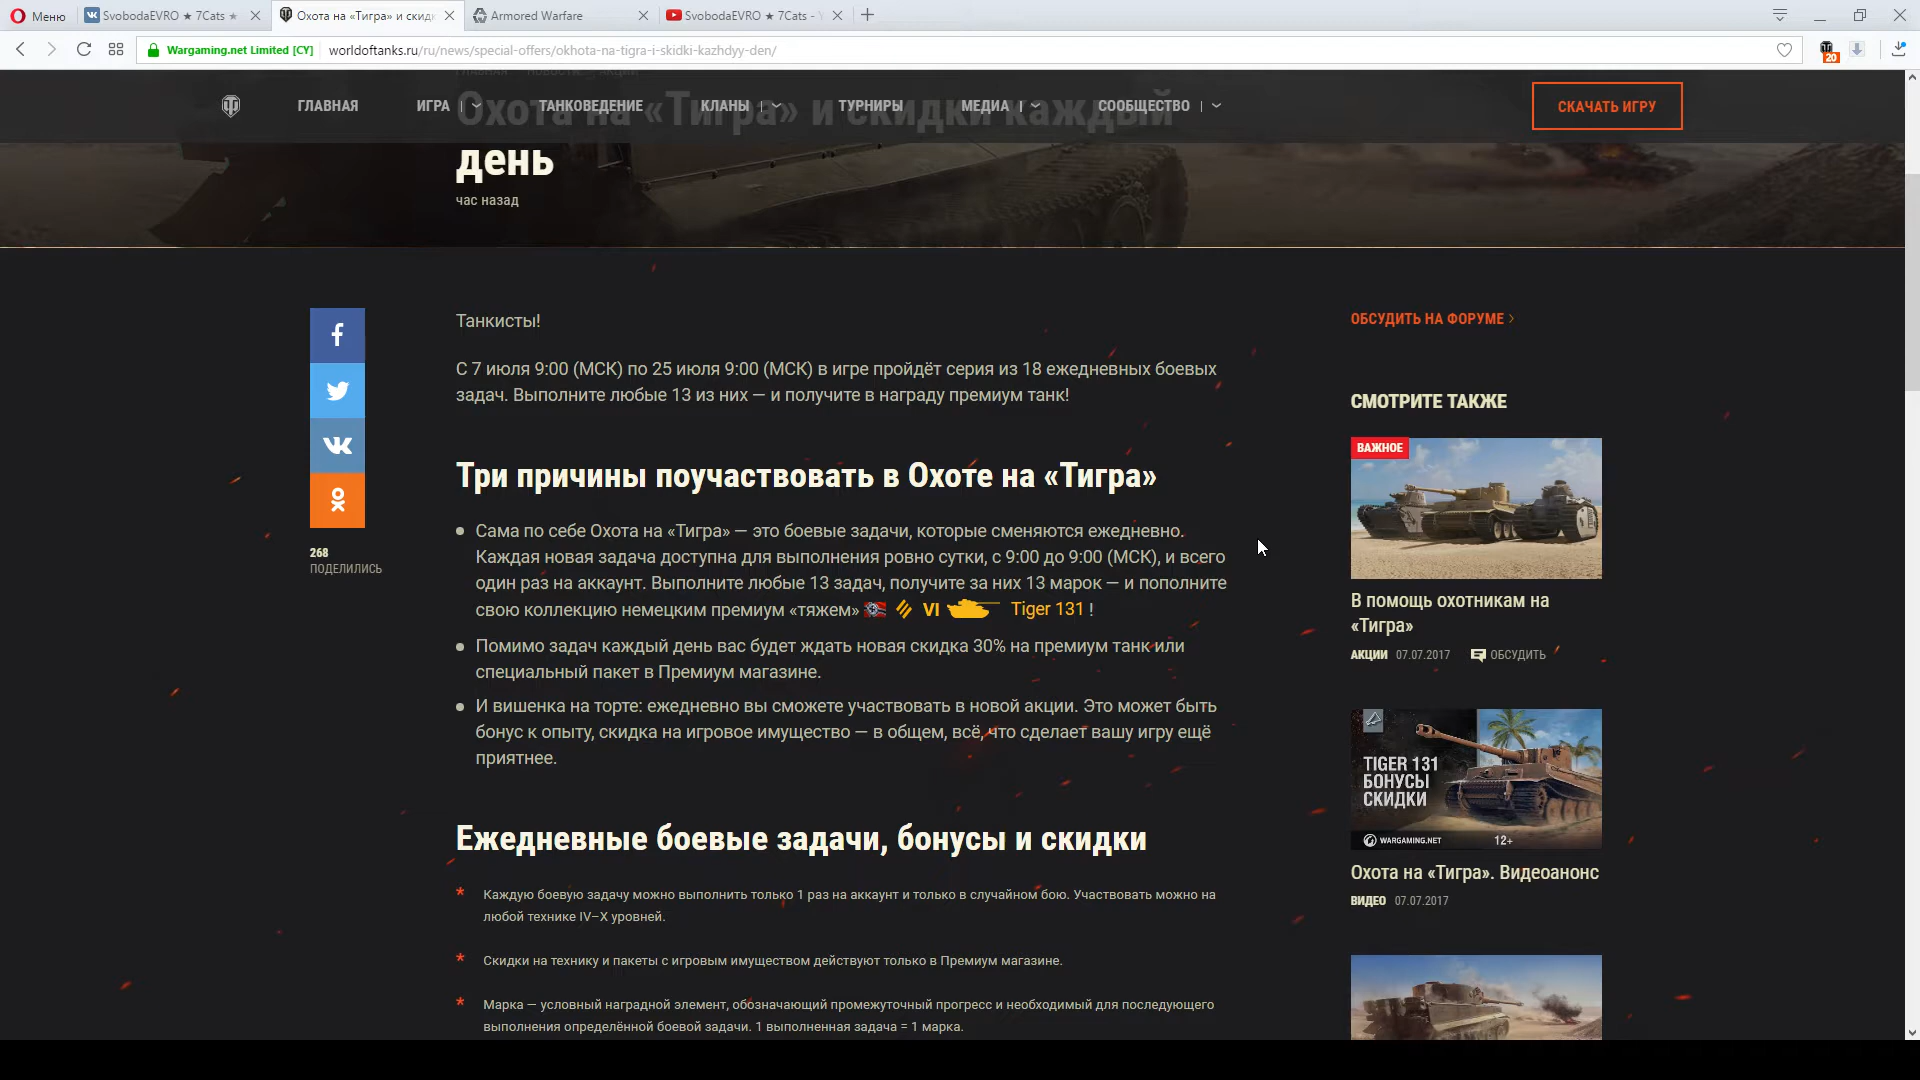 Меню
SvobodaEVRO ★ 7Cats ★
Охота на «Тигра» и скидк
Armored Warfare
SvobodaEVRO ★ 7Cats - Y
Wargaming.net Limited [CY]
worldoftanks.ru/ru/news/special-offers/okhota-na-tigra-i-skidki-kazhdyy-den/
20
ГЛАВНАЯ НОВОСТИ АКЦИИ
ГЛАВНАЯ
ИГРА
ТАНКОВЕДЕНИЕ
КЛАНЫ
ТУРНИРЫ
МЕДИА
СООБЩЕСТВО
СКАЧАТЬ ИГРУ
Охота на «Тигра» и скидки каждый
день
час назад
Танкисты!
С 7 июля 9:00 (МСК) по 25 июля 9:00 (МСК) в игре пройдёт серия из 18 ежедневных боевых
задач. Выполните любые 13 из них — и получите в награду премиум танк!
Три причины поучаствовать в Охоте на «Тигра»
Сама по себе Охота на «Тигра» — это боевые задачи, которые сменяются ежедневно.
Каждая новая задача доступна для выполнения ровно сутки, с 9:00 до 9:00 (МСК), и всего
один раз на аккаунт. Выполните любые 13 задач, получите за них 13 марок — и пополните
свою коллекцию немецким премиум «тяжем» VI Tiger 131 !
Помимо задач каждый день вас будет ждать новая скидка 30% на премиум танк или
специальный пакет в Премиум магазине.
И вишенка на торте: ежедневно вы сможете участвовать в новой акции. Это может быть
бонус к опыту, скидка на игровое имущество — в общем, всё, что сделает вашу игру ещё
приятнее.
Ежедневные боевые задачи, бонусы и скидки
* Каждую боевую задачу можно выполнить только 1 раз на аккаунт и только в случайном бою. Участвовать можно на
любой технике IV–X уровней.
* Скидки на технику и пакеты с игровым имуществом действуют только в Премиум магазине.
* Марка — условный наградной элемент, обозначающий промежуточный прогресс и необходимый для последующего
выполнения определённой боевой задачи. 1 выполненная задача = 1 марка.
268
ПОДЕЛИЛИСЬ
ОБСУДИТЬ НА ФОРУМЕ
СМОТРИТЕ ТАКЖЕ
ВАЖНОЕ
В помощь охотникам на
«Тигра»
АКЦИИ 07.07.2017 ОБСУДИТЬ
TIGER 131
БОНУСЫ
СКИДКИ
WARGAMING.NET 12+
Охота на «Тигра». Видеоанонс
ВИДЕО 07.07.2017